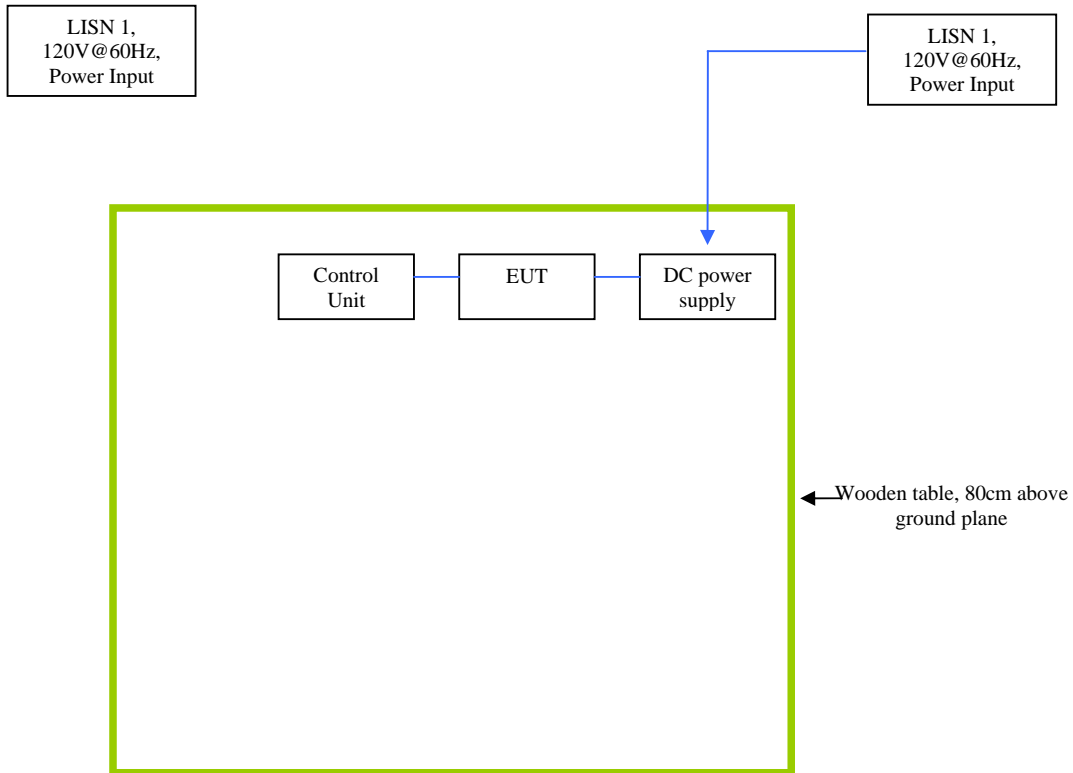 LISN 1,
120V@60Hz,
Power Input
LISN 1,
120V@60Hz,
Power Input
Control
Unit
EUT
DC power
supply
Wooden table, 80cm above
ground plane